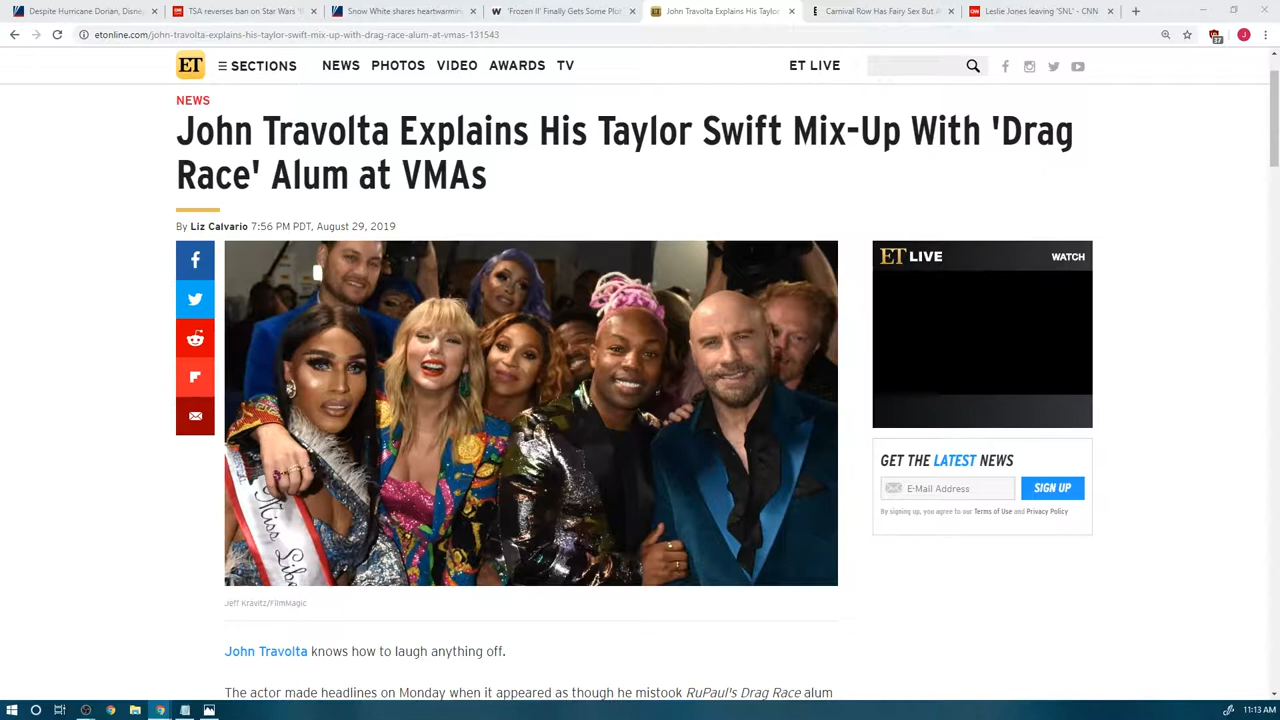 Despite Hurricane Dorian, Disney
TSA reverses ban on Star Wars '
Snow White shares heartwarming
'Frozen II' Finally Gets Some Plot
John Travolta Explains His Taylor
Carnival Row Has Fairy Sex But A
Leslie Jones leaving 'SNL' - CNN
etonline.com/john-travolta-explains-his-taylor-swift-mix-up-with-drag-race-alum-at-vmas-131543
37
J
ET
☰ SECTIONS
NEWS PHOTOS VIDEO AWARDS TV
ET LIVE
NEWS
John Travolta Explains His Taylor Swift Mix-Up With 'Drag
Race' Alum at VMAs
By Liz Calvario 7:56 PM PDT, August 29, 2019
ET LIVE
WATCH
Miss Libe
GET THE LATEST NEWS
E-Mail Address
SIGN UP
By signing up, you agree to our Terms of Use and Privacy Policy
Jeff Kravitz/FilmMagic
John Travolta knows how to laugh anything off.
The actor made headlines on Monday when it appeared as though he mistook RuPaul's Drag Race alum
11:13 AM